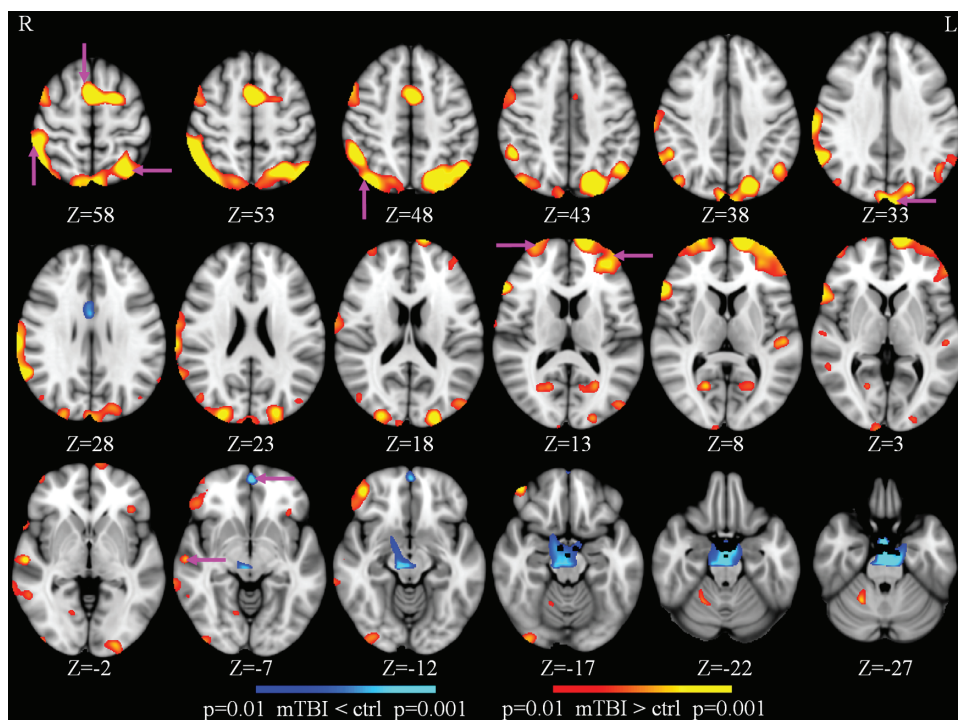 R L
Z=58 Z=53 Z=48 Z=43 Z=38 Z=33
Z=28 Z=23 Z=18 Z=13 Z=8 Z=3
Z=-2 Z=-7 Z=-12 Z=-17 Z=-22 Z=-27
p=0.01 mTBI < ctrl p=0.001 p=0.01 mTBI > ctrl p=0.001